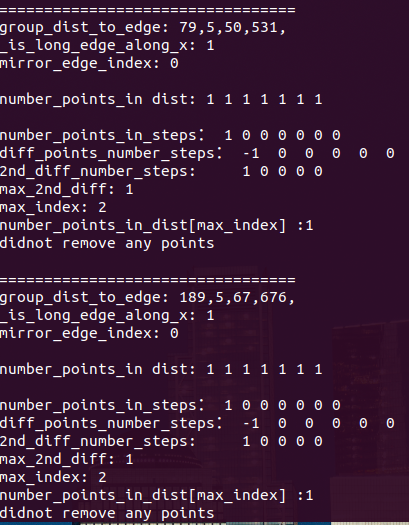 =================================
group_dist_to_edge: 79,5,50,531,
_is_long_edge_along_x: 1
mirror_edge_index: 0
number_points_in dist: 1 1 1 1 1 1 1
number_points_in_steps: 1 0 0 0 0 0 0
diff_points_number_steps: -1 0 0 0 0 0
2nd_diff_number_steps: 1 0 0 0 0
max_2nd_diff: 1
max_index: 2
number_points_in_dist[max_index] :1
didnot remove any points
=================================
group_dist_to_edge: 189,5,67,676,
_is_long_edge_along_x: 1
mirror_edge_index: 0
number_points_in dist: 1 1 1 1 1 1 1
number_points_in_steps: 1 0 0 0 0 0 0
diff_points_number_steps: -1 0 0 0 0 0
2nd_diff_number_steps: 1 0 0 0 0
max_2nd_diff: 1
max_index: 2
number_points_in_dist[max_index] :1
didnot remove any points